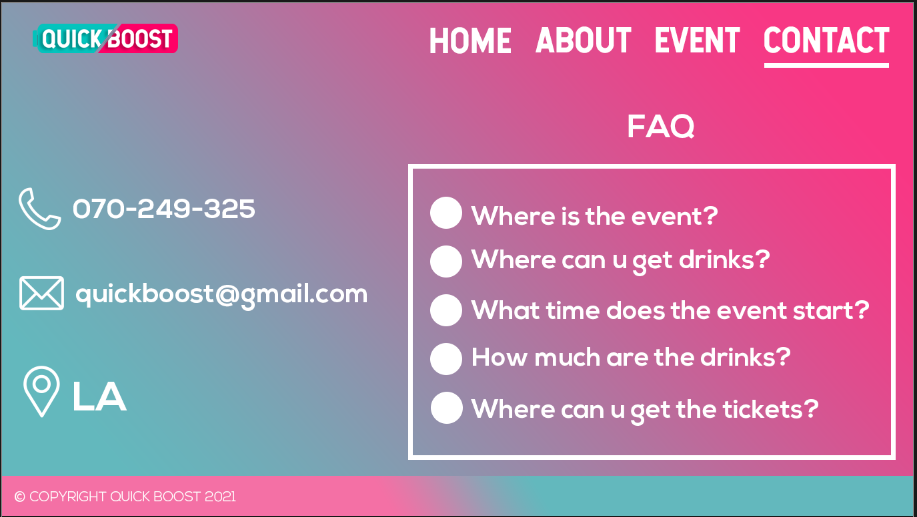 QUICK BOOST
HOME ABOUT EVENT CONTACT
FAQ
070-249-325
quickboost@gmail.com
LA
Where is the event?
Where can u get drinks?
What time does the event start?
How much are the drinks?
Where can u get the tickets?
© COPYRIGHT QUICK BOOST 2021